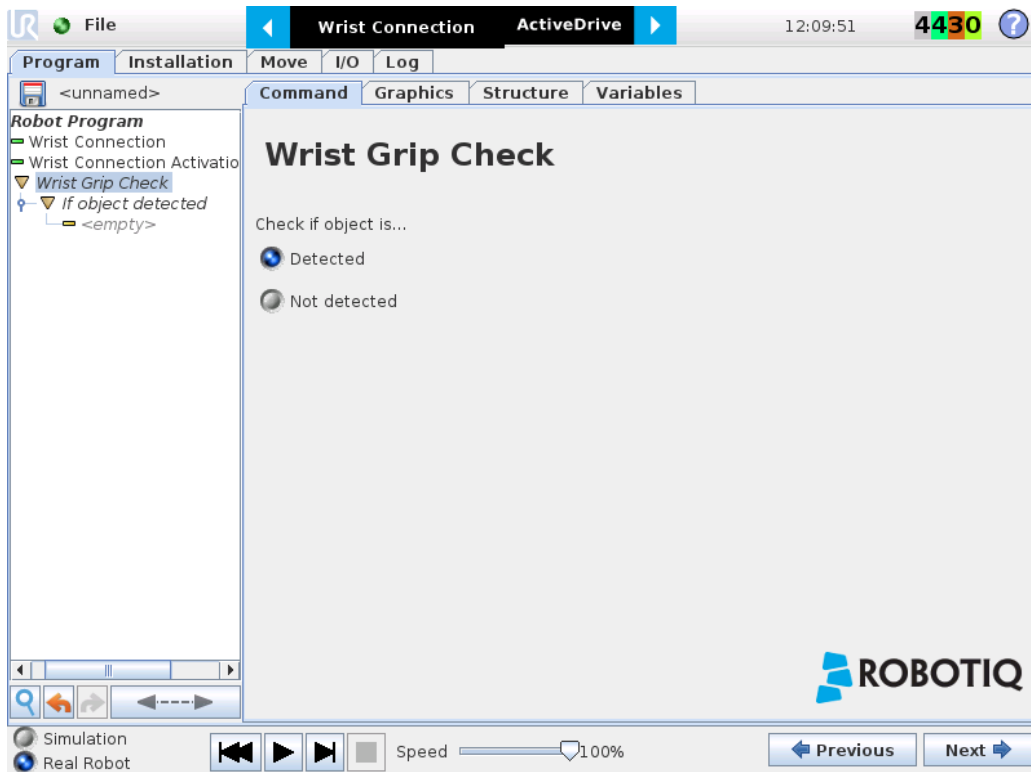 UR File Wrist Connection ActiveDrive 12:09:51 4430 ?
Program Installation Move I/O Log
<unnamed> Command Graphics Structure Variables
Robot Program
Wrist Connection
Wrist Connection Activatio
Wrist Grip Check
If object detected
<empty>
Wrist Grip Check
Check if object is...
Detected
Not detected
ROBOTIQ
Simulation
Real Robot
Speed 100%
Previous Next